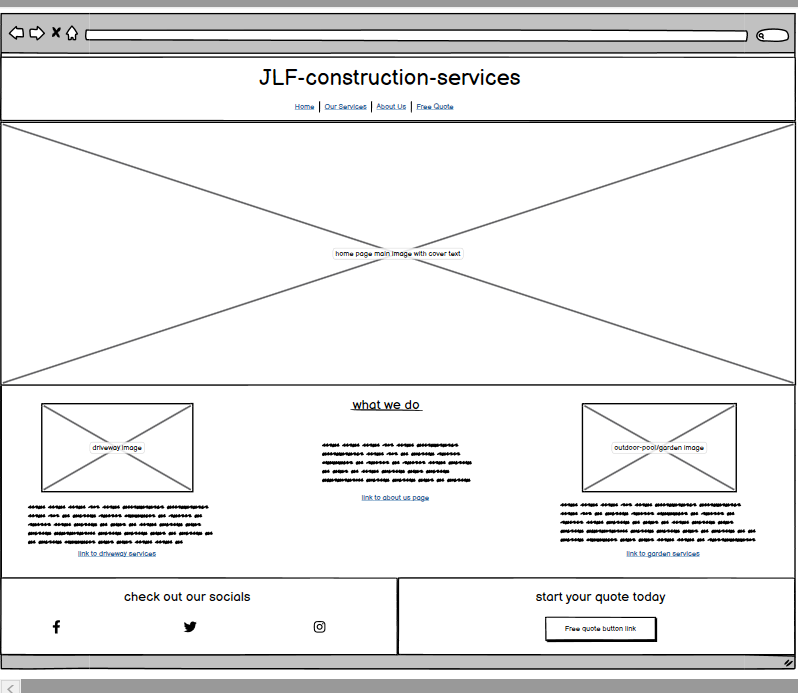 JLF-construction-services
Home | Our Services | About Us | Free Quote
home page main image with cover text
what we do
driveway image
outdoor-pool/garden image
link to about us page
link to driveway services
link to garden services
check out our socials
start your quote today
Free quote button link